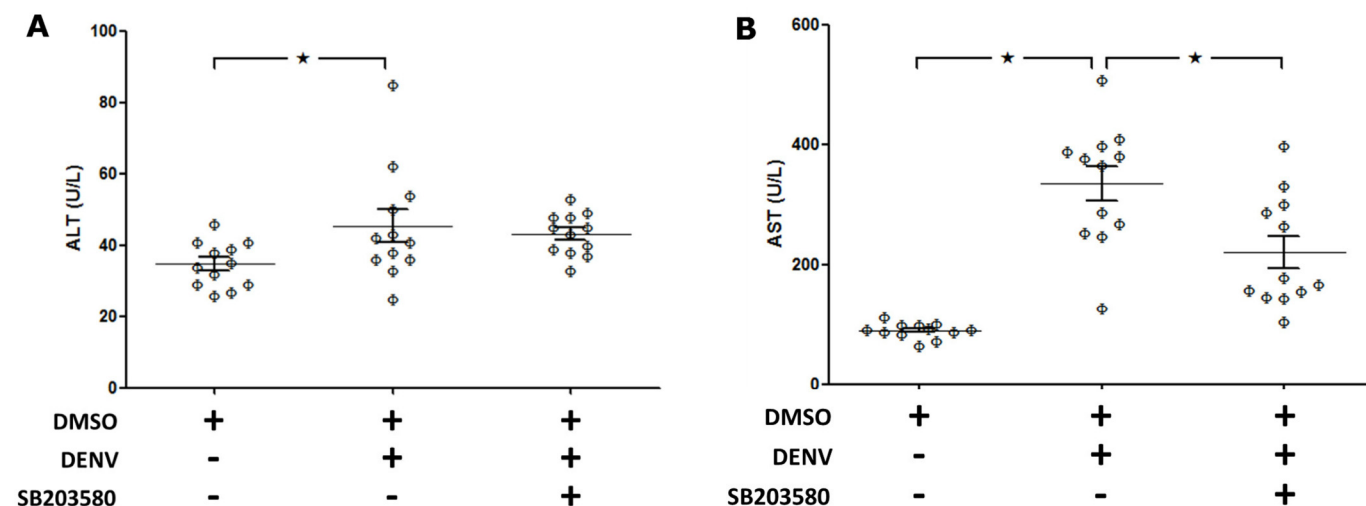 A
100
80
60
40
20
0
ALT (U/L)
★
DMSO + + +
DENV - + +
SB203580 - - +
B
600
400
200
0
AST (U/L)
★ ★
DMSO + + +
DENV - + +
SB203580 - - +